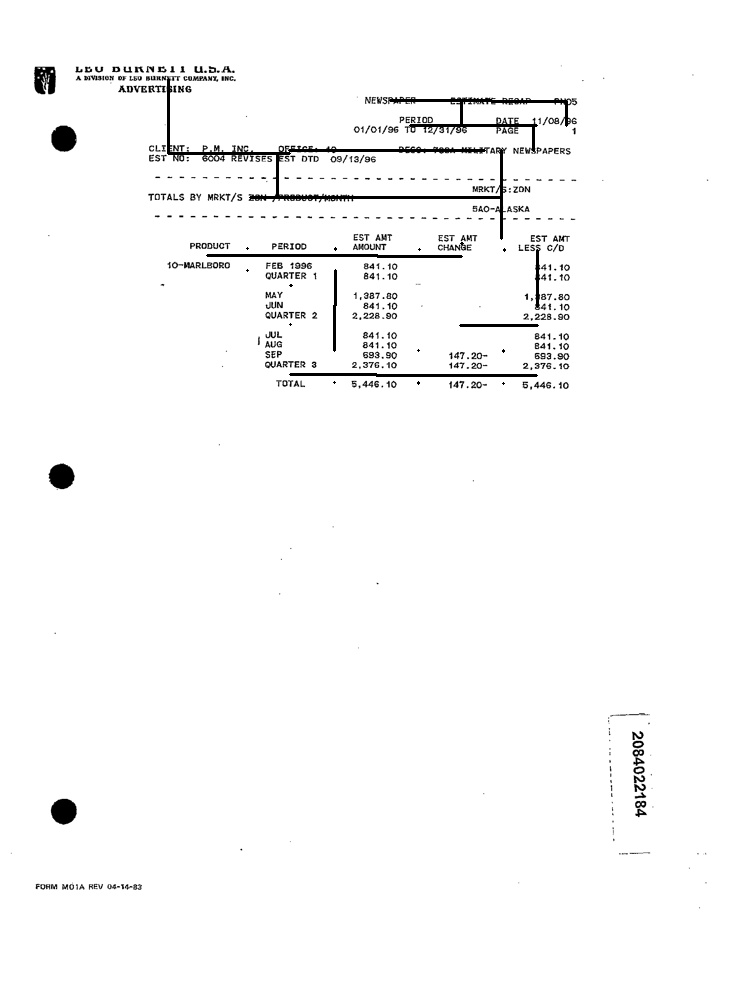 LEO BURNETT U.S.A.
A DIVISION OF LEO BURNETT COMPANY, INC.
ADVERTISING
NEWSPAPER ESTIMATE RECAP
PERIOD DATE 11/08/96
01/01/96 TO 12/31/96 PAGE 1
CLIENT: P.M. INC. OFFICE: MILITARY NEWSPAPERS
EST NO: 6004 REVISES EST DTD 09/13/96
MRKT/S:ZON
TOTALS BY MRKT/S ZON /PRODUCT/MONTH
5AO-ALASKA
EST AMT EST AMT EST AMT
PRODUCT . PERIOD AMOUNT . CHANGE . LESS C/D
10-MARLBORO . FEB 1996 841.10 841.10
QUARTER 1 841.10 841.10
MAY 1,387.80 1,387.80
JUN 841.10 841.10
QUARTER 2 2,228.90 2,228.90
JUL 841.10 841.10
AUG 841.10 841.10
SEP 693.90 147.20- 693.90
QUARTER 3 2,376.10 147.20- 2,376.10
TOTAL 5,446.10 147.20- 5,446.10
2084022184
FORM M01A REV 04-14-83